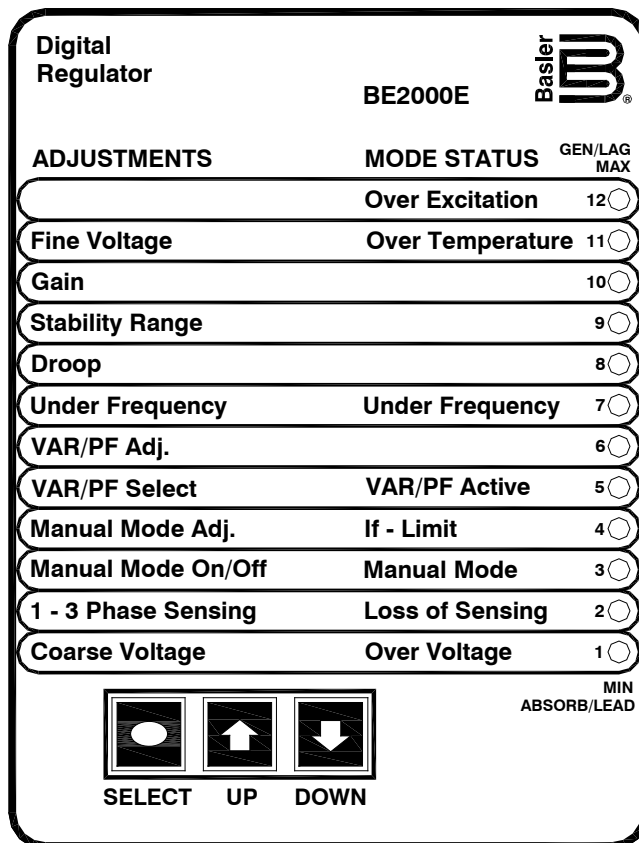 Digital
Regulator
BE2000E
Basler
B
®
ADJUSTMENTS MODE STATUS GEN/LAG
MAX
Over Excitation 12
Fine Voltage Over Temperature 11
Gain 10
Stability Range 9
Droop 8
Under Frequency Under Frequency 7
VAR/PF Adj. 6
VAR/PF Select VAR/PF Active 5
Manual Mode Adj. If - Limit 4
Manual Mode On/Off Manual Mode 3
1 - 3 Phase Sensing Loss of Sensing 2
Coarse Voltage Over Voltage 1
MIN
ABSORB/LEAD
SELECT UP DOWN